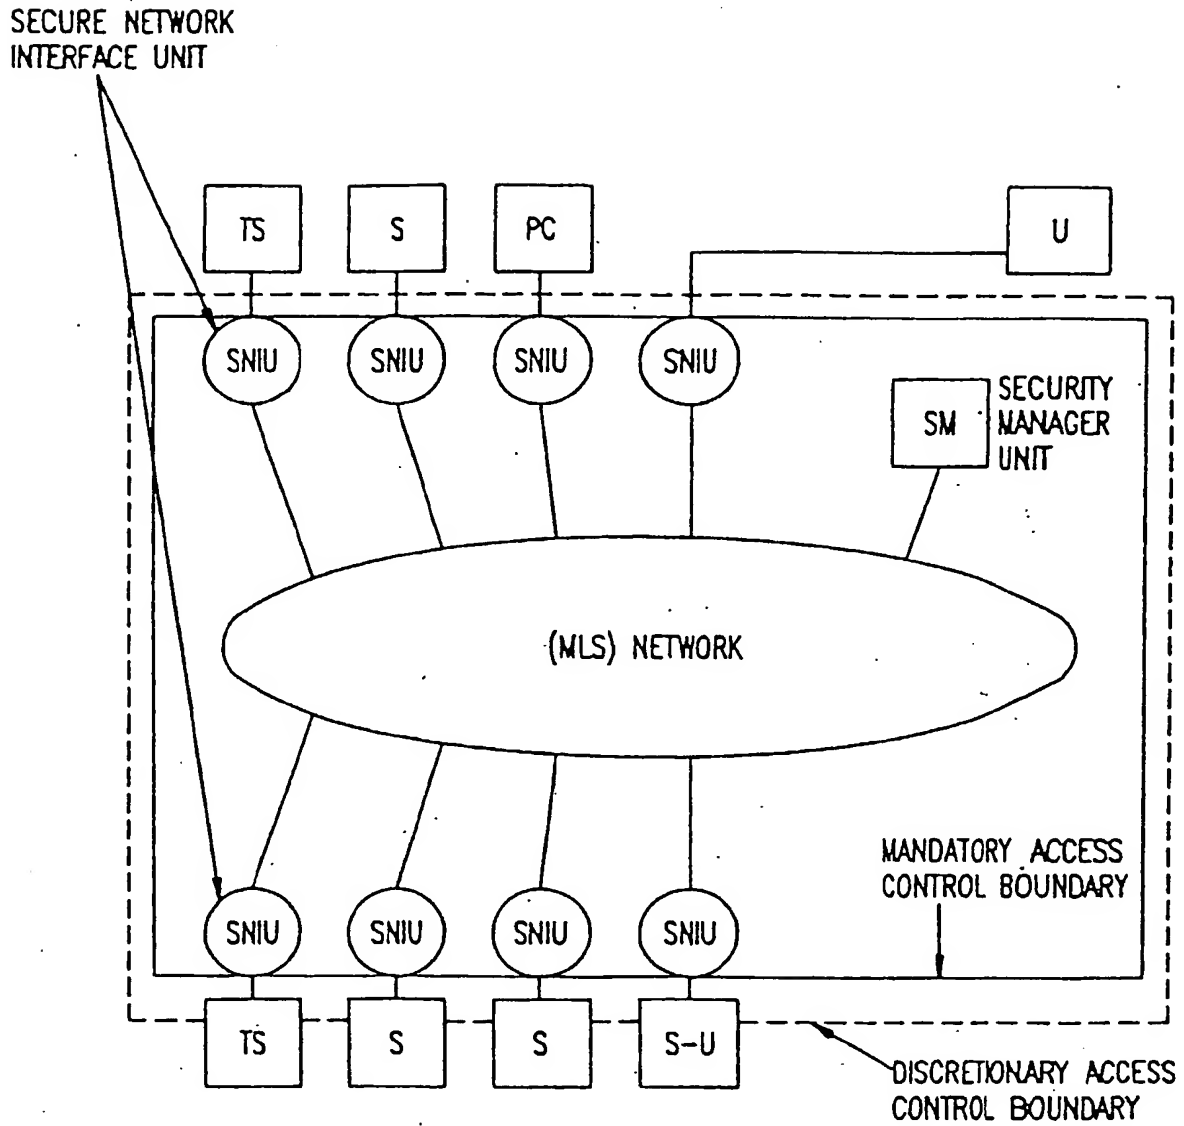 SECURE NETWORK
INTERFACE UNIT
TS
S
PC
U
SNIU
SNIU
SNIU
SNIU
SM
SECURITY
MANAGER
UNIT
(MLS) NETWORK
MANDATORY ACCESS
CONTROL BOUNDARY
SNIU
SNIU
SNIU
SNIU
TS
S
S
S-U
DISCRETIONARY ACCESS
CONTROL BOUNDARY